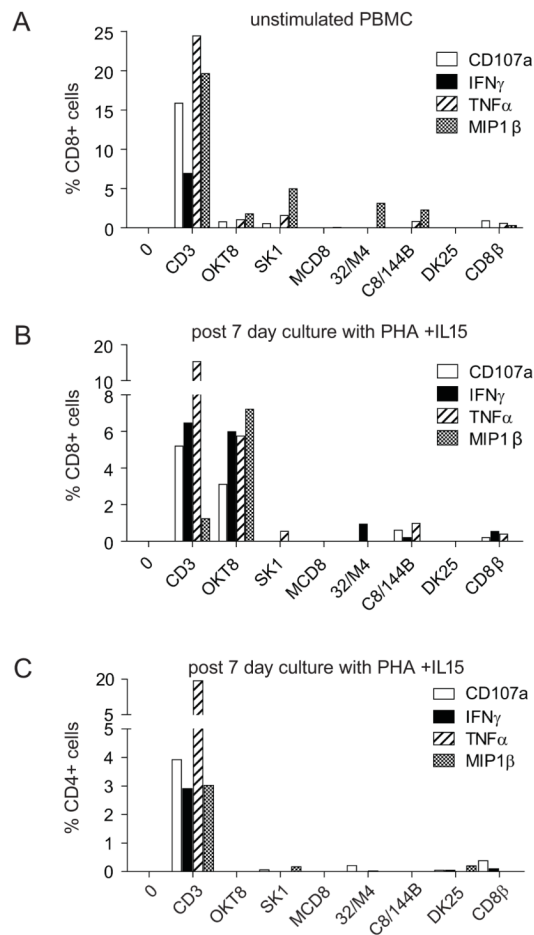 A
unstimulated PBMC
25
20
15
10
5
0
% CD8+ cells
CD107a
IFNγ
TNFα
MIP1β
0
CD3
OKT8
SK1
MCD8
32/M4
C8/144B
DK25
CD8β
B
post 7 day culture with PHA +IL15
20
10
8
6
4
2
0
% CD8+ cells
CD107a
IFNγ
TNFα
MIP1β
0
CD3
OKT8
SK1
MCD8
32/M4
C8/144B
DK25
CD8β
C
post 7 day culture with PHA +IL15
20
5
5
4
3
2
1
0
% CD4+ cells
CD107a
IFNγ
TNFα
MIP1β
0
CD3
OKT8
SK1
MCD8
32/M4
C8/144B
DK25
CD8β